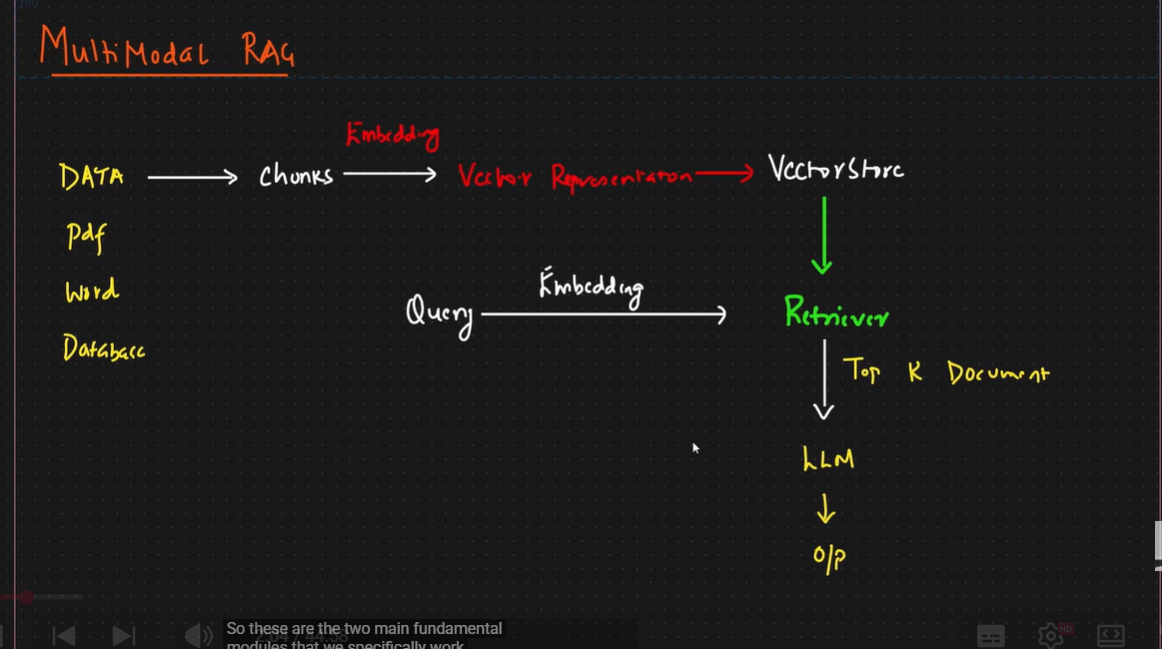 MultiModal RAG
Embedding
DATA → Chunks → Vector Representation → VectorStore
Pdf
Word
Database
Query
Embedding
Retriever
Top K Document
LLM
O/P
So these are the two main fundamental
modules that we specifically work
HD